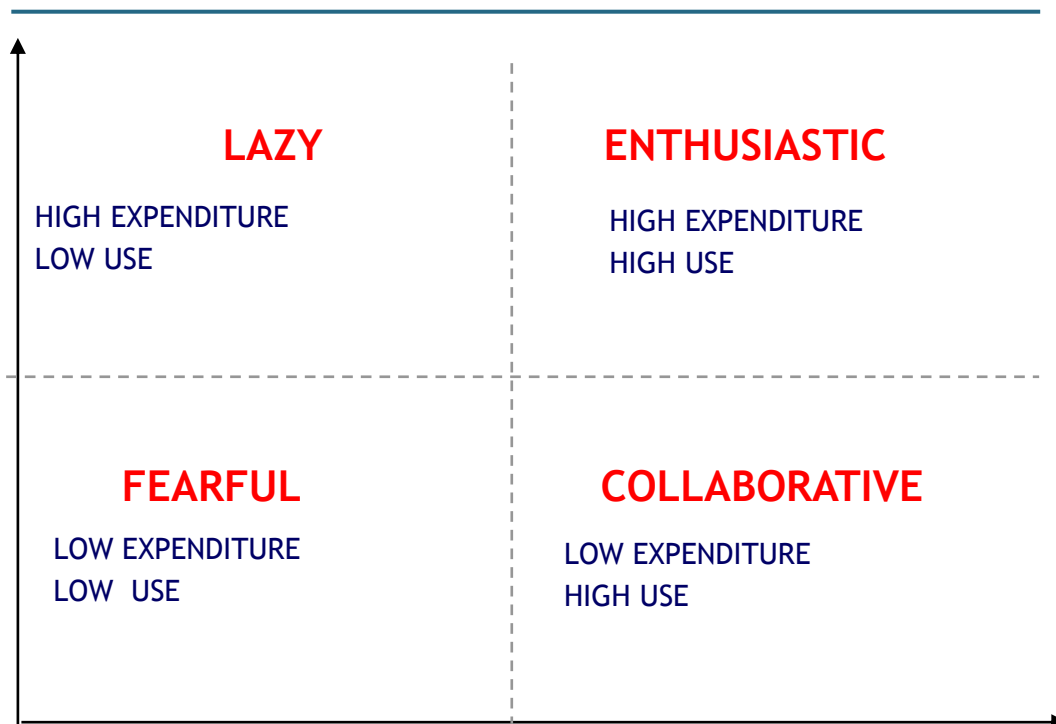 LAZY
HIGH EXPENDITURE
LOW USE
ENTHUSIASTIC
HIGH EXPENDITURE
HIGH USE
FEARFUL
LOW EXPENDITURE
LOW  USE
COLLABORATIVE
LOW EXPENDITURE
HIGH USE